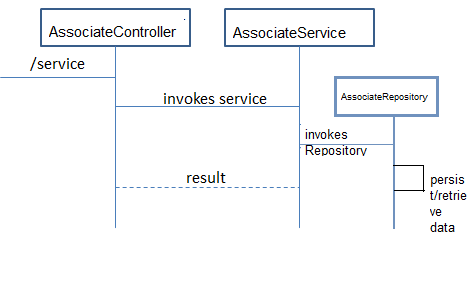 AssociateController
AssociateService
/service
AssociateRepository
invokes service
invokes
Repository
result
persis
t/retrie
ve
data